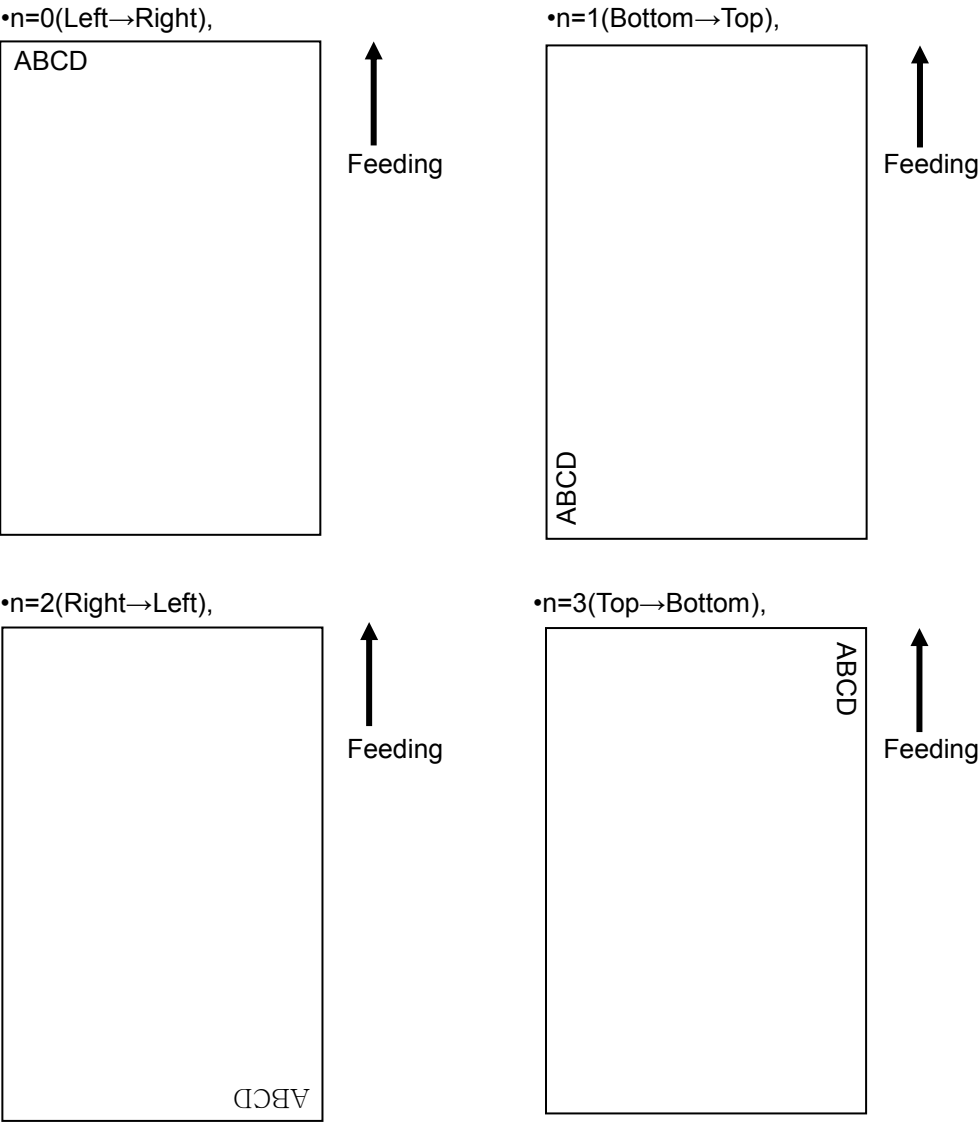 •n=0(Left→Right),
ABCD
Feeding
•n=1(Bottom→Top),
Feeding
ABCD
•n=2(Right→Left),
Feeding
ABCD
•n=3(Top→Bottom),
ABCD
Feeding